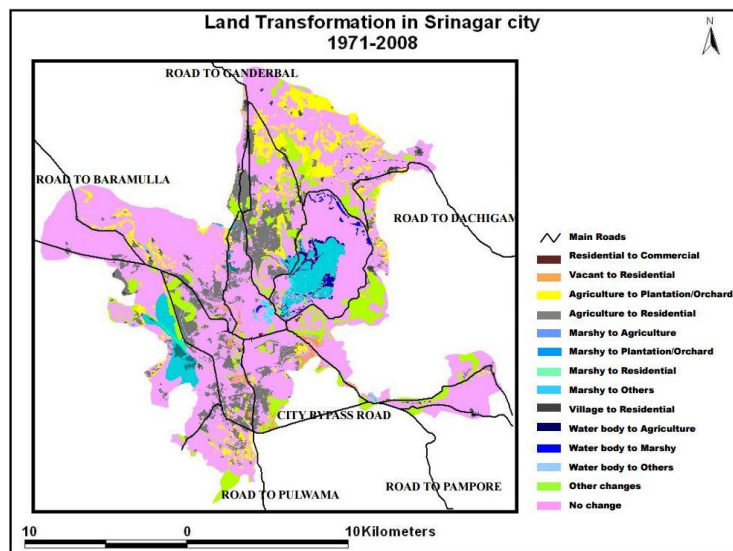 Land Transformation in Srinagar city
1971-2008
N
ROAD TO GANDERBAL
ROAD TO BARAMULLA
ROAD TO DACHIGAM
CITY BYPASS ROAD
ROAD TO PULWAMA
ROAD TO PAMPORE
Main Roads
Residential to Commercial
Vacant to Residential
Agriculture to Plantation/Orchard
Agriculture to Residential
Marshy to Agriculture
Marshy to Plantation/Orchard
Marshy to Residential
Marshy to Others
Village to Residential
Water body to Agriculture
Water body to Marshy
Water body to Others
Other changes
No change
10 0 10 Kilometers